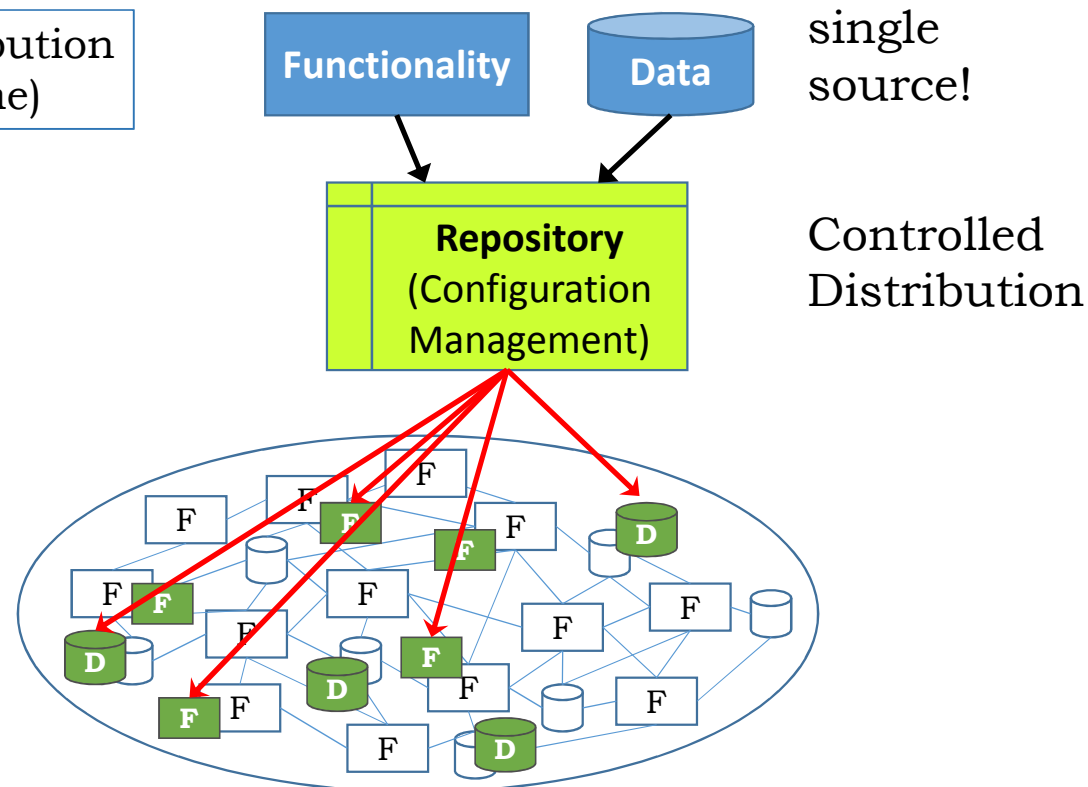 single
source!
Functionality
Data
Repository
(Configuration
Management)
Controlled
Distribution
F
F
F
F
F
F
F
D
F
F
F
F
F
F
D
F
D
F
F
F
F
F
D